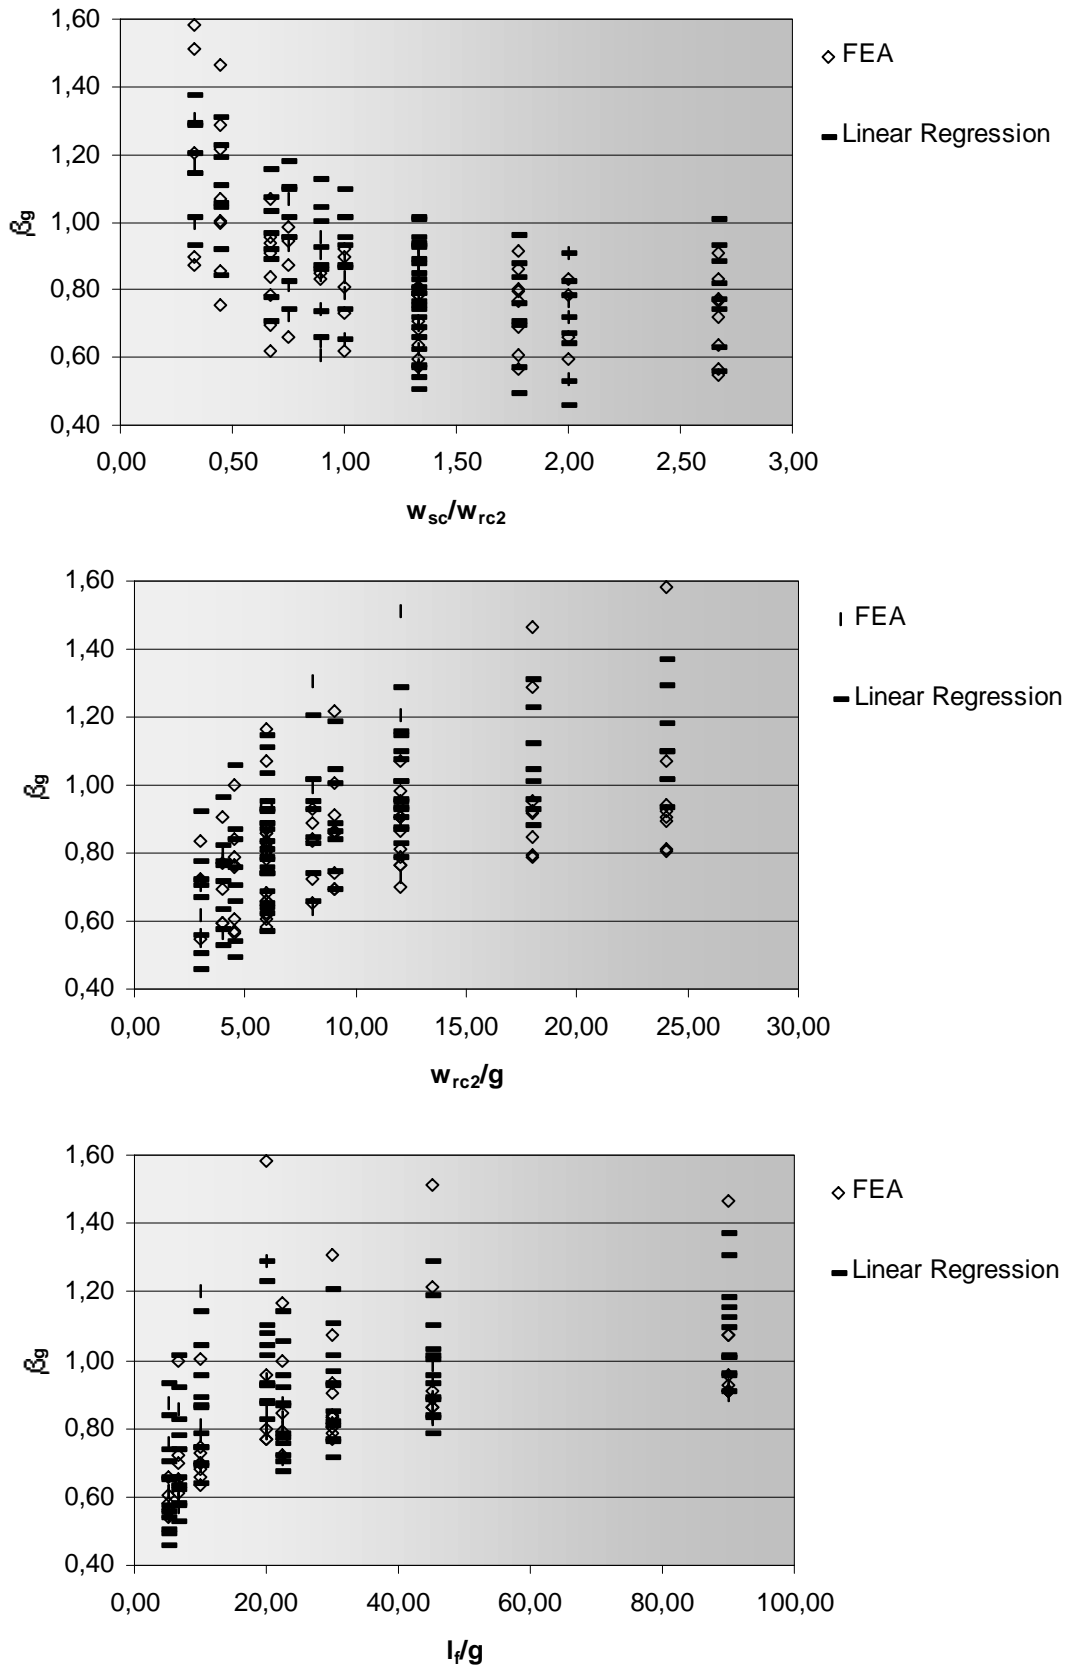 1,60
1,40
1,20
1,00
0,80
0,60
0,40
βg
0,00 0,50 1,00 1,50 2,00 2,50 3,00
wsc/wrc2
FEA
Linear Regression
1,60
1,40
1,20
1,00
0,80
0,60
0,40
βg
0,00 5,00 10,00 15,00 20,00 25,00 30,00
wrc2/g
FEA
Linear Regression
1,60
1,40
1,20
1,00
0,80
0,60
0,40
βg
0,00 20,00 40,00 60,00 80,00 100,00
lf/g
FEA
Linear Regression